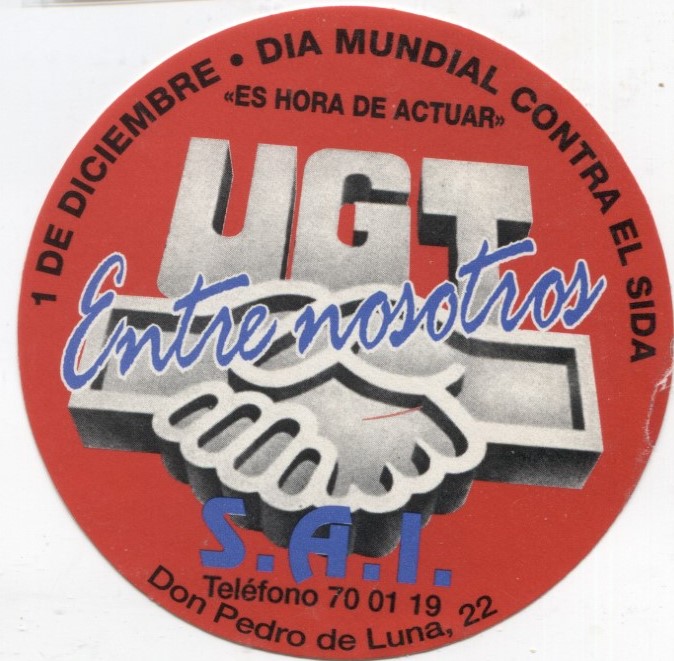 1 DE DICIEMBRE • DIA MUNDIAL CONTRA EL SIDA
«ES HORA DE ACTUAR»
UGT
Entre nosotros
S.A.I.
Teléfono 70 01 19
Don Pedro de Luna, 22